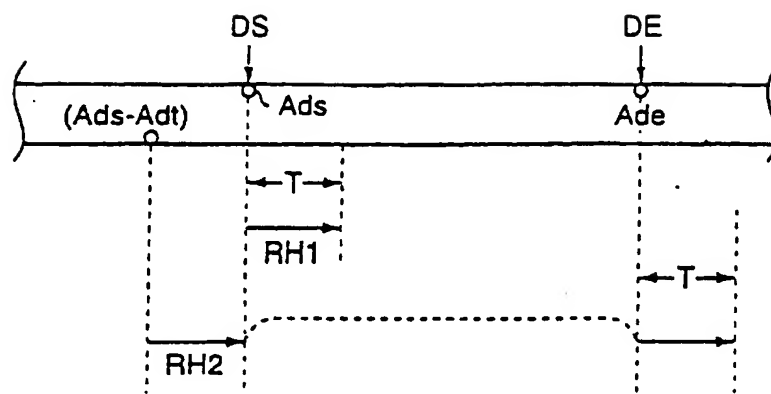 DS DE
Ads Ade
(Ads-Adt)
T
RH1
T
RH2